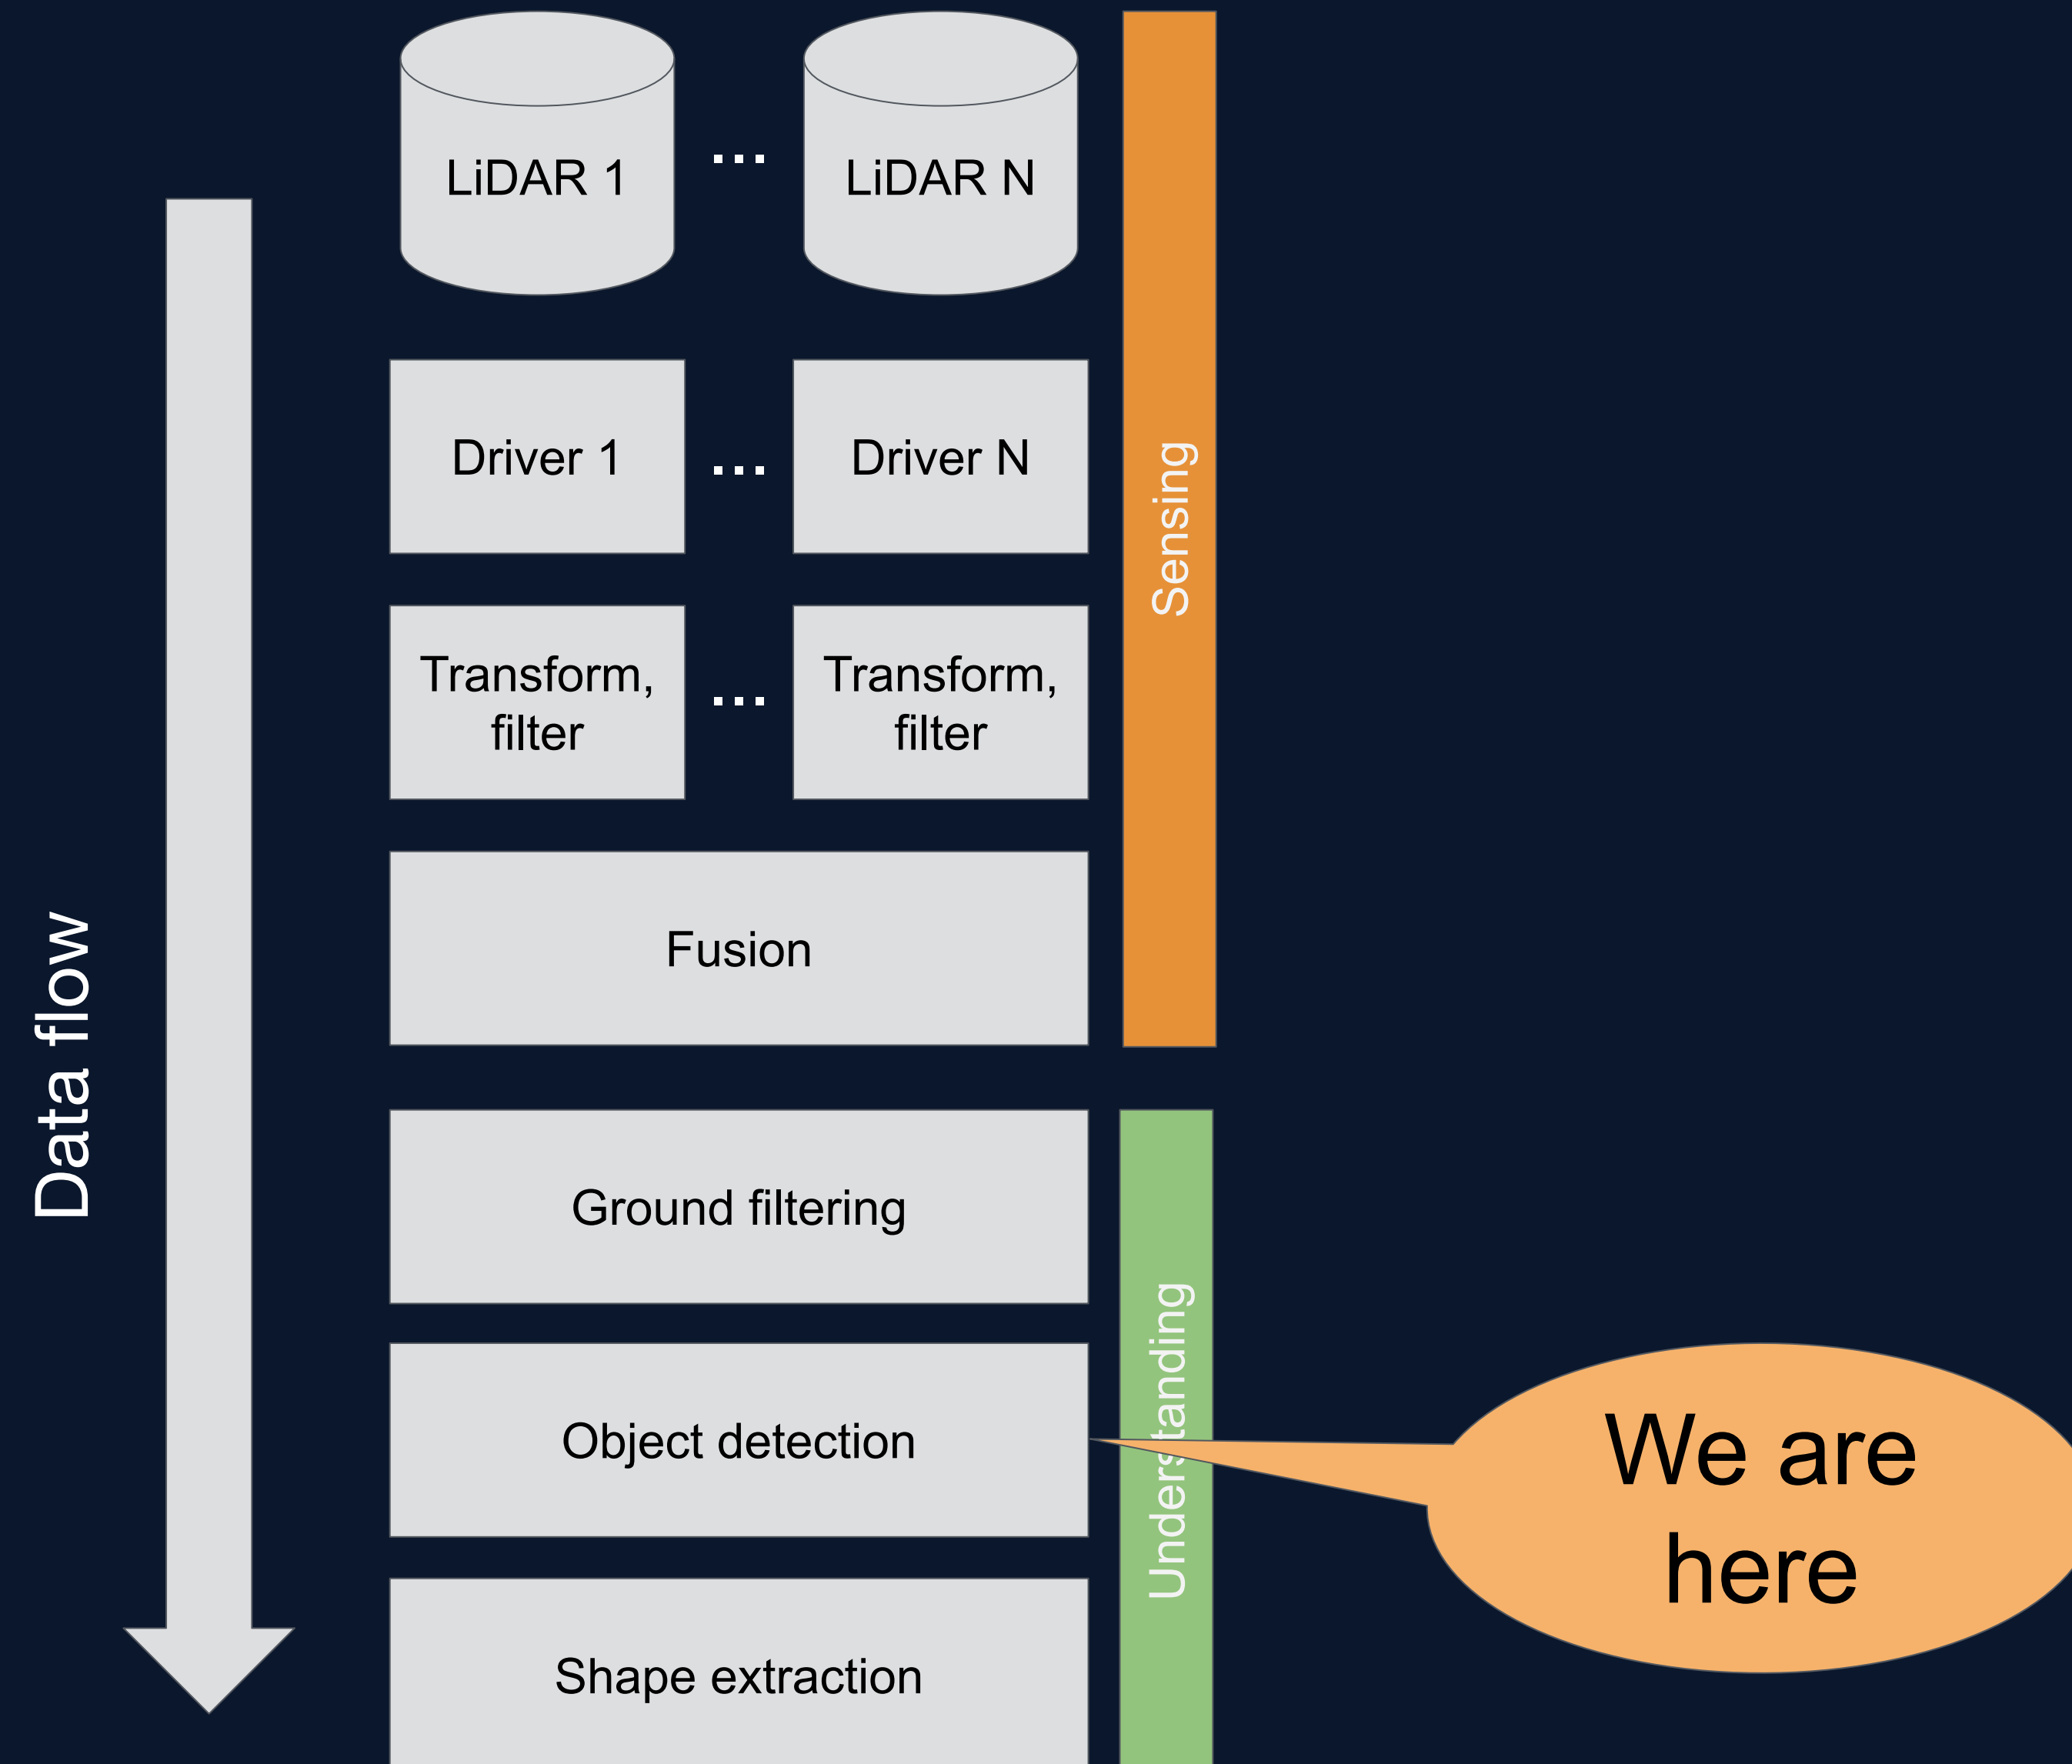 LiDAR 1
...
LiDAR N
Driver 1
...
Driver N
Transform,
filter
...
Transform,
filter
Fusion
Ground filtering
Object detection
Shape extraction
Data flow
Sensing
Understanding
We are
here